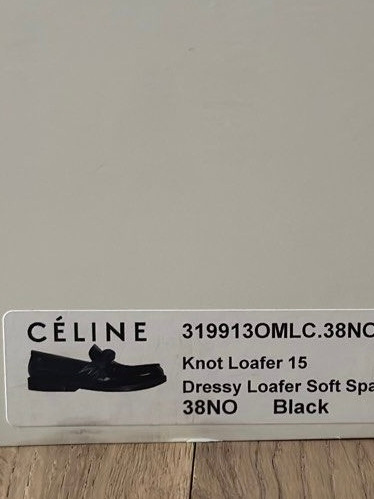 CÉLINE
319913OMLC.38NO
Knot Loafer 15
Dressy Loafer Soft Spa
38NO Black